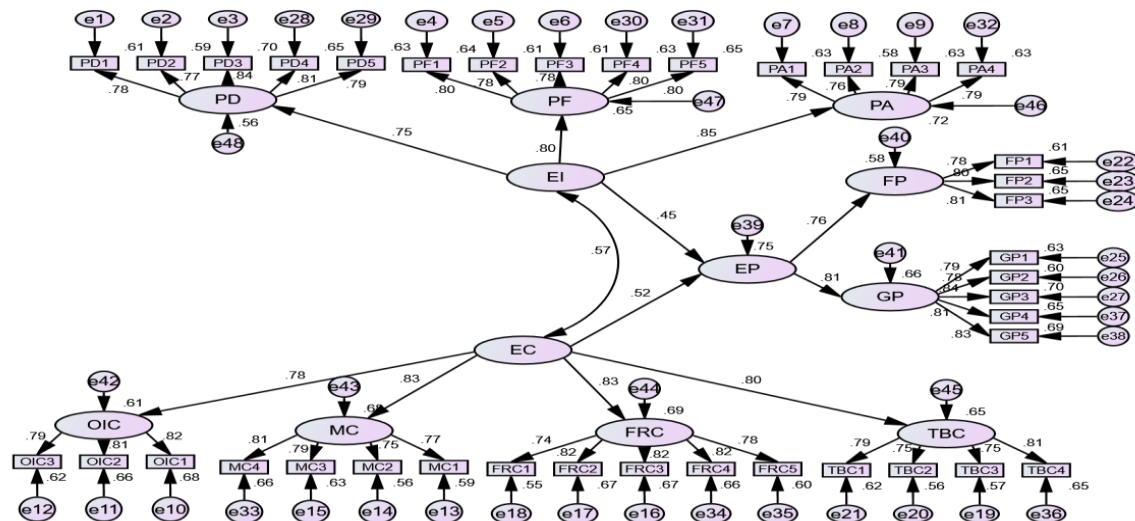 e1 e2 e3 e28 e29 e4 e5 e6 e30 e31 e7 e8 e9 e32
.61 .59 .70 .65 .63 .64 .61 .61 .63 .65 .63 .58 .63 .63
PD1 PD2 PD3 PD4 PD5 PF1 PF2 PF3 PF4 PF5 PA1 PA2 PA3 PA4
.78 .77 .84 .81 .79 .80 .78 .78 .80 .80 .79 .76 .79 .79
PD PF PA
.56 .65 e47 .72 e46
e48 e40
.75 .80 .85 .58
EI FP
.78 FP1 .61 e22
.80 FP2 .65 e23
.81 FP3 .65 e24
.45 .76
.57 e39 .75
EP
e41 .66
.52 .81 GP
.79 GP1 .63 e25
.78 GP2 .60 e26
.84 GP3 .70 e27
.81 GP4 .65 e37
.83 GP5 .69 e38
EC
.78 .83 .83 .80
e42 e43 e44 e45
.61 .69 .65
OIC MC FRC TBC
.79 .81 .82 .81 .79 .75 .77 .74 .82 .82 .82 .78 .79 .75 .75 .81
OIC3 OIC2 OIC1 MC4 MC3 MC2 MC1 FRC1 FRC2 FRC3 FRC4 FRC5 TBC1 TBC2 TBC3 TBC4
.62 .66 .68 .66 .63 .56 .59 .55 .67 .67 .66 .60 .62 .56 .57 .65
e12 e11 e10 e33 e15 e14 e13 e18 e17 e16 e34 e35 e21 e20 e19 e36